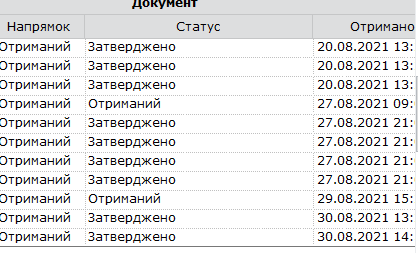 Документ
Напрямок Статус Отримано
Отриманий Затверджено 20.08.2021 13:
Отриманий Затверджено 20.08.2021 13:
Отриманий Затверджено 20.08.2021 13:
Отриманий Отриманий 27.08.2021 09:
Отриманий Затверджено 27.08.2021 21:
Отриманий Затверджено 27.08.2021 21:
Отриманий Затверджено 27.08.2021 21:
Отриманий Затверджено 27.08.2021 21:
Отриманий Отриманий 29.08.2021 15:
Отриманий Затверджено 30.08.2021 13:
Отриманий Затверджено 30.08.2021 14: